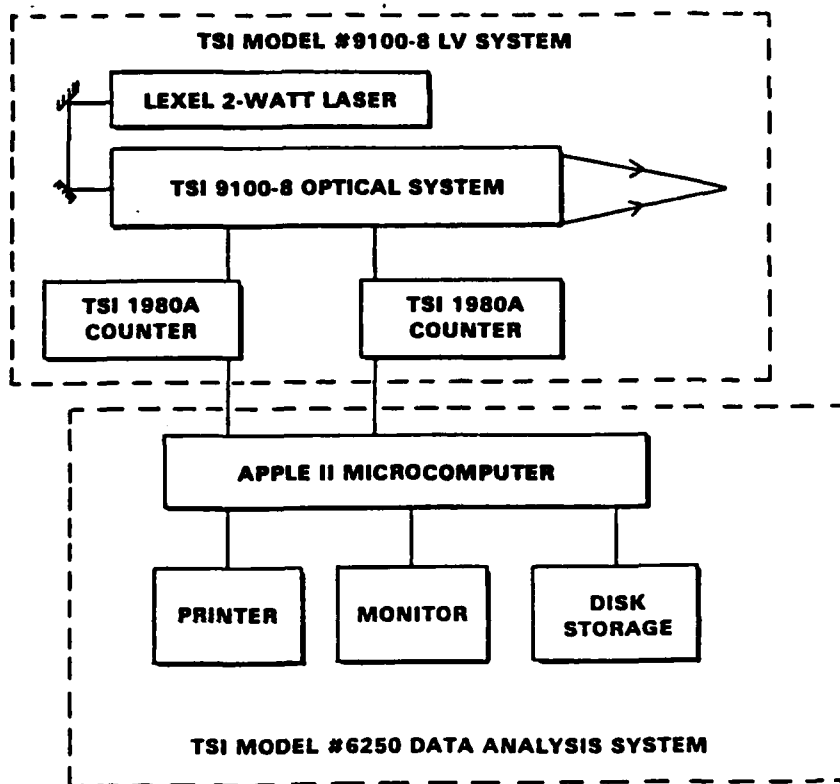 TSI MODEL #9100-8 LV SYSTEM
LEXEL 2-WATT LASER
TSI 9100-8 OPTICAL SYSTEM
TSI 1980A
COUNTER
TSI 1980A
COUNTER
APPLE II MICROCOMPUTER
PRINTER
MONITOR
DISK
STORAGE
TSI MODEL #6250 DATA ANALYSIS SYSTEM